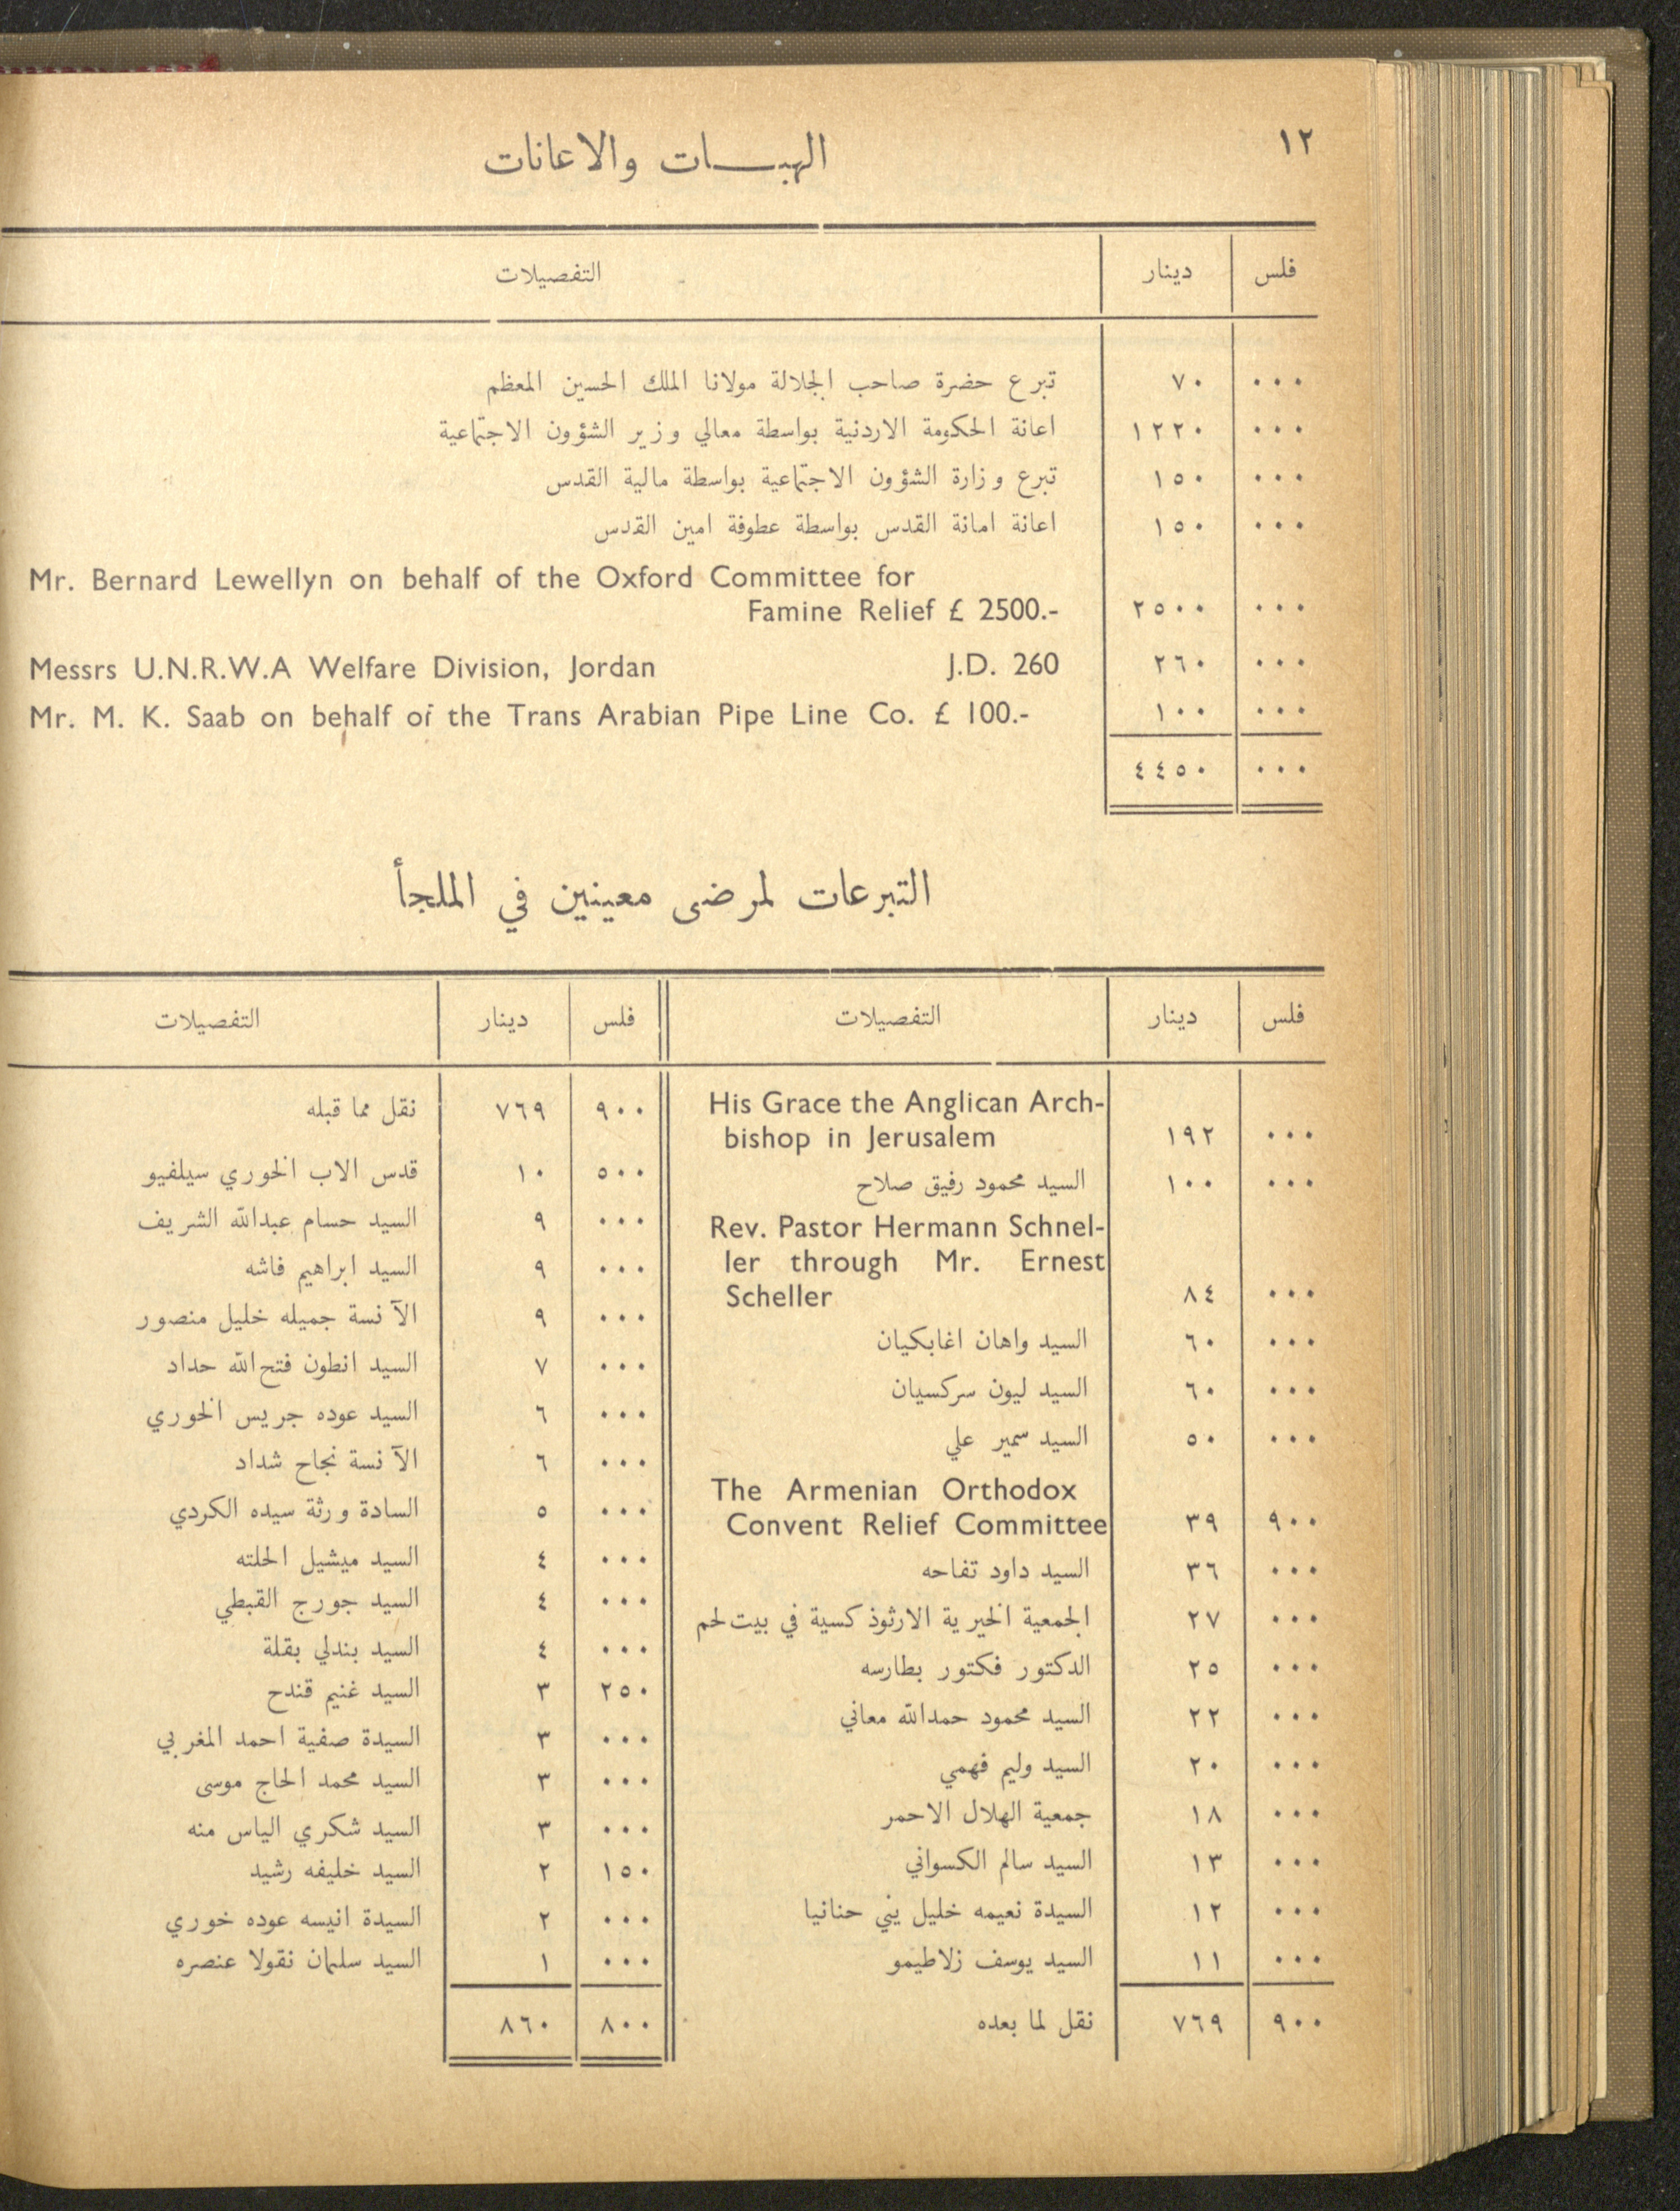 ١٢
الهبات والاعانات
فلس دينار التفصيلات
٠٠٠ ٧٠ تبرع حضرة صاحب الجلالة مولانا الملك الحسين المعظم
٠٠٠ ١٢٢٠ اعانة الحكومة الاردنية بواسطة معالي وزير الشؤون الاجتماعية
٠٠٠ ١٥٠ تبرع وزارة الشؤون الاجتماعية بواسطة مالية القدس
٠٠٠ ١٥٠ اعانة امانة القدس بواسطة عطوفة امين القدس
Mr. Bernard Lewellyn on behalf of the Oxford Committee for
Famine Relief £ 2500.- ٢٥٠٠ ٠٠٠
Messrs U.N.R.W.A Welfare Division, Jordan J.D. 260 ٢٦٠ ٠٠٠
Mr. M. K. Saab on behalf of the Trans Arabian Pipe Line Co. £ 100.- ١٠٠ ٠٠٠
٠٠٠ ٤٤٥٠
التبرعات لمرضى معينين في الملجأ
فلس دينار التفصيلات
His Grace the Anglican Arch-
bishop in Jerusalem ١٩٢ ٠٠٠
٠٠٠ ١٠٠ السيد محمود رفيق صلاح
Rev. Pastor Hermann Schnel-
ler through Mr. Ernest
Scheller ٨٤ ٠٠٠
٠٠٠ ٦٠ السيد واهان اغابكيان
٠٠٠ ٦٠ السيد ليون سركسيان
٠٠٠ ٥٠ السيد سمير علي
The Armenian Orthodox
Convent Relief Committee ٣٩ ٩٠٠
٠٠٠ ٣٦ السيد داود تفاحه
٠٠٠ ٢٧ الجمعية الخيرية الارثوذكسية في بيت لحم
٠٠٠ ٢٥ الدكتور فكتور بطارسه
٠٠٠ ٢٢ السيد محمود حمدالله معاني
٠٠٠ ٢٠ السيد وليم فهمي
٠٠٠ ١٨ جمعية الهلال الاحمر
٠٠٠ ١٣ السيد سالم الكسواني
٠٠٠ ١٢ السيدة نعيمه خليل يني حنانيا
٠٠٠ ١١ السيد يوسف زلاطيمو
٩٠٠ ٧٦٩ نقل لما بعده
فلس دينار التفصيلات
٩٠٠ ٧٦٩ نقل مما قبله
٥٠٠ ١٠ قدس الاب الخوري سيلفيو
٠٠٠ ٩ السيد حسام عبدالله الشريف
٠٠٠ ٩ السيد ابراهيم فاشه
٠٠٠ ٩ الآنسة جميله خليل منصور
٠٠٠ ٧ السيد انطون فتح الله حداد
٠٠٠ ٦ السيد عوده جريس الخوري
٠٠٠ ٦ الآنسة نجاح شداد
٠٠٠ ٥ السادة ورثة سيده الكردي
٠٠٠ ٤ السيد ميشيل الحلته
٠٠٠ ٤ السيد جورج القبطي
٠٠٠ ٤ السيد بندلي بقلة
٢٥٠ ٣ السيد غنيم قندح
٠٠٠ ٣ السيدة صفية احمد المغربي
٠٠٠ ٣ السيد محمد الحاج موسى
٠٠٠ ٣ السيد شكري الياس منه
١٥٠ ٢ السيد خليفه رشيد
٠٠٠ ٢ السيدة انيسه عوده خوري
٠٠٠ ١ السيد سليمان نقولا عنصره
٨٠٠ ٨٦٠